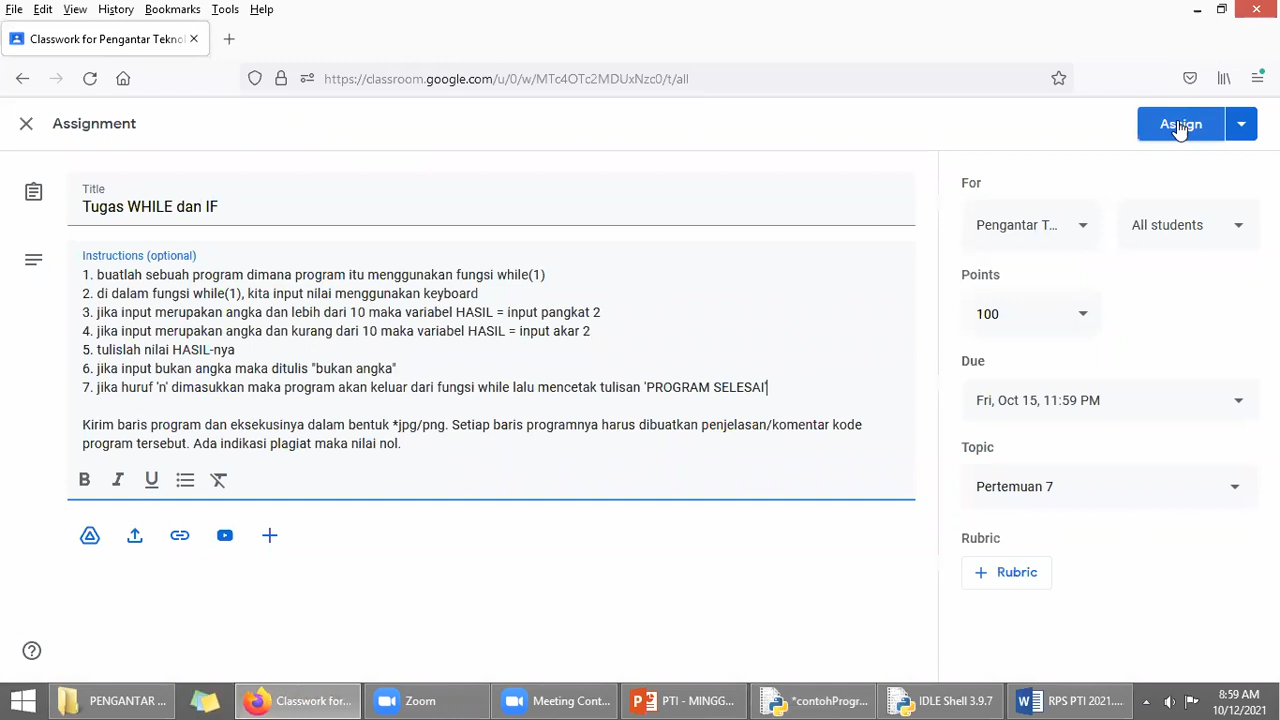 File Edit View History Bookmarks Tools Help
Classwork for Pengantar Teknol
https://classroom.google.com/u/0/w/MTc4OTc2MDUxNzc0/t/all
Assignment
Assign
Title
Tugas WHILE dan IF
Instructions (optional)
1. buatlah sebuah program dimana program itu menggunakan fungsi while(1)
2. di dalam fungsi while(1), kita input nilai menggunakan keyboard
3. jika input merupakan angka dan lebih dari 10 maka variabel HASIL = input pangkat 2
4. jika input merupakan angka dan kurang dari 10 maka variabel HASIL = input akar 2
5. tulislah nilai HASIL-nya
6. jika input bukan angka maka ditulis "bukan angka"
7. jika huruf 'n' dimasukkan maka program akan keluar dari fungsi while lalu mencetak tulisan 'PROGRAM SELESAI'
Kirim baris program dan eksekusinya dalam bentuk *jpg/png. Setiap baris programnya harus dibuatkan penjelasan/komentar kode
program tersebut. Ada indikasi plagiat maka nilai nol.
B I U
For
Pengantar T...
All students
Points
100
Due
Fri, Oct 15, 11:59 PM
Topic
Pertemuan 7
Rubric
+ Rubric
PENGANTAR ...
Classwork for...
Zoom
Meeting Cont...
PTI - MINGG...
*contohProgr...
IDLE Shell 3.9.7
RPS PTI 2021....
8:59 AM
10/12/2021